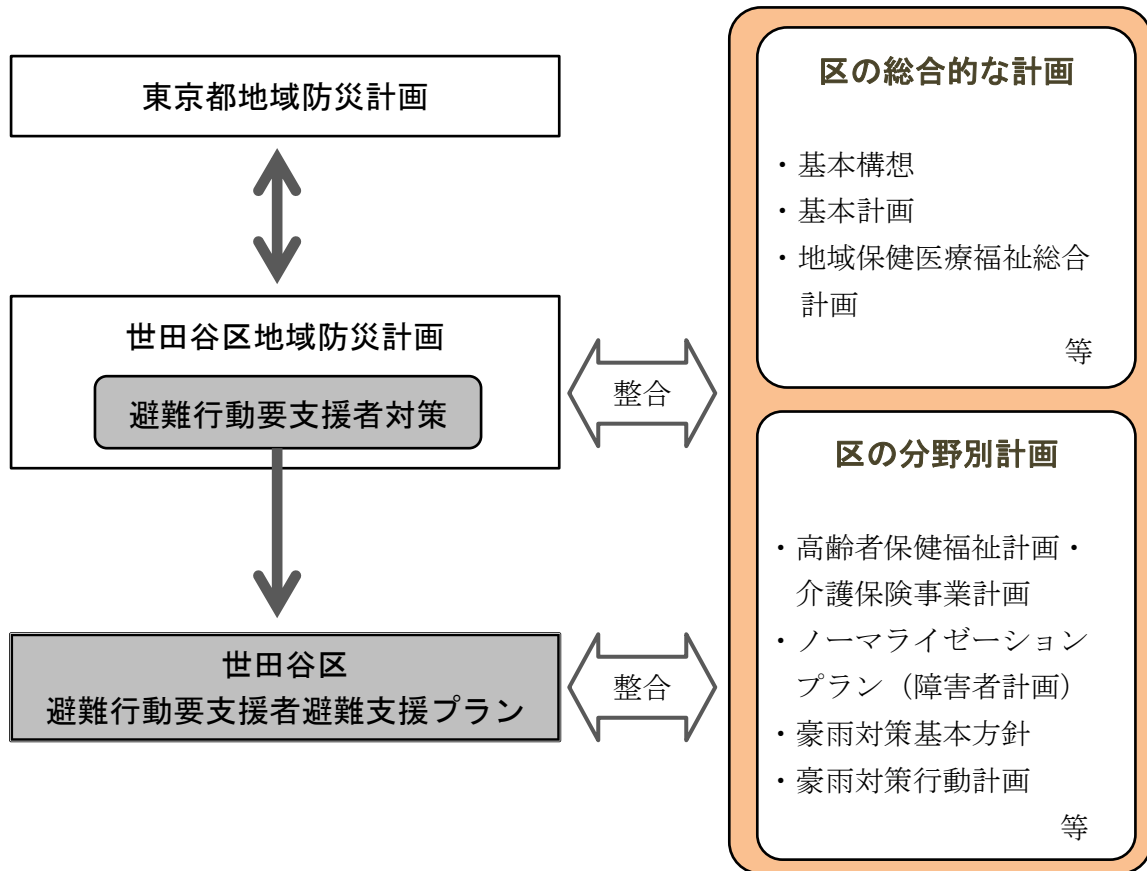 東京都地域防災計画
世田谷区地域防災計画
避難行動要支援者対策
世田谷区
避難行動要支援者避難支援プラン
整合
整合
区の総合的な計画
・基本構想
・基本計画
・地域保健医療福祉総合
計画
等
区の分野別計画
・高齢者保健福祉計画・
介護保険事業計画
・ノーマライゼーション
プラン（障害者計画）
・豪雨対策基本方針
・豪雨対策行動計画
等